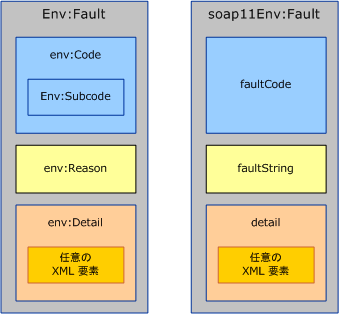 Env:Fault
env:Code
Env:Subcode
env:Reason
env:Detail
任意の
XML 要素
soap11Env:Fault
faultCode
faultString
detail
任意の
XML 要素